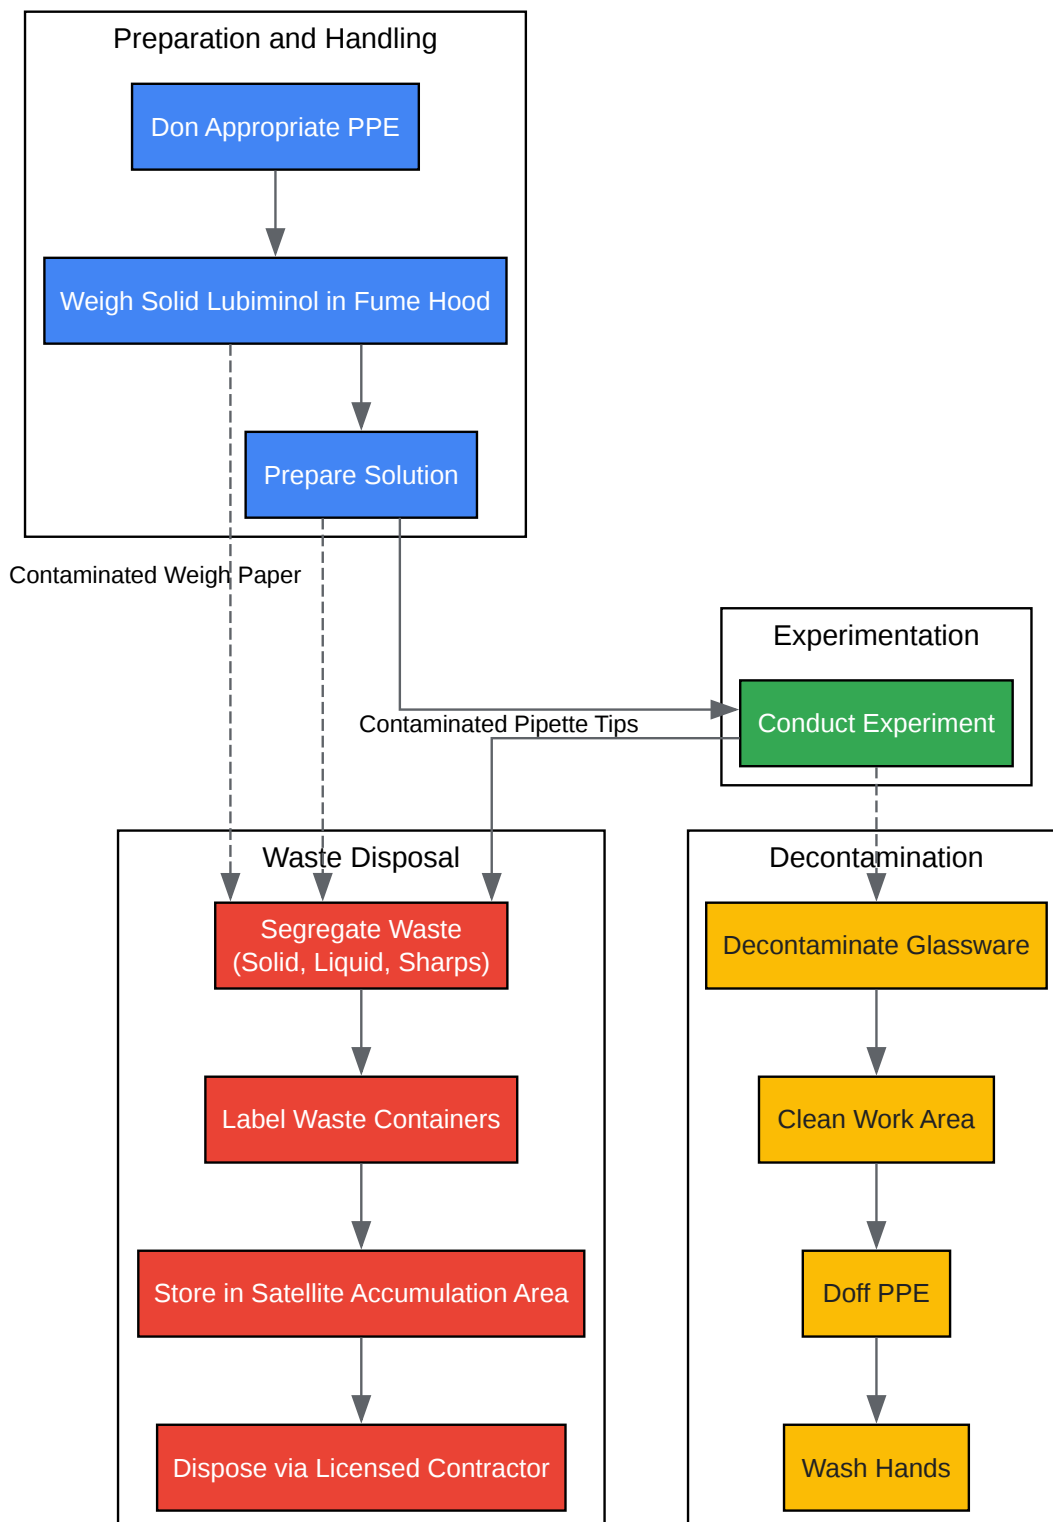 Preparation and Handling
Don Appropriate PPE
Weigh Solid Lubiminol in Fume Hood
Prepare Solution
Contaminated Weigh Paper
Experimentation
Contaminated Pipette Tips
Conduct Experiment
Waste Disposal
Segregate Waste
(Solid, Liquid, Sharps)
Label Waste Containers
Store in Satellite Accumulation Area
Dispose via Licensed Contractor
Decontamination
Decontaminate Glassware
Clean Work Area
Doff PPE
Wash Hands